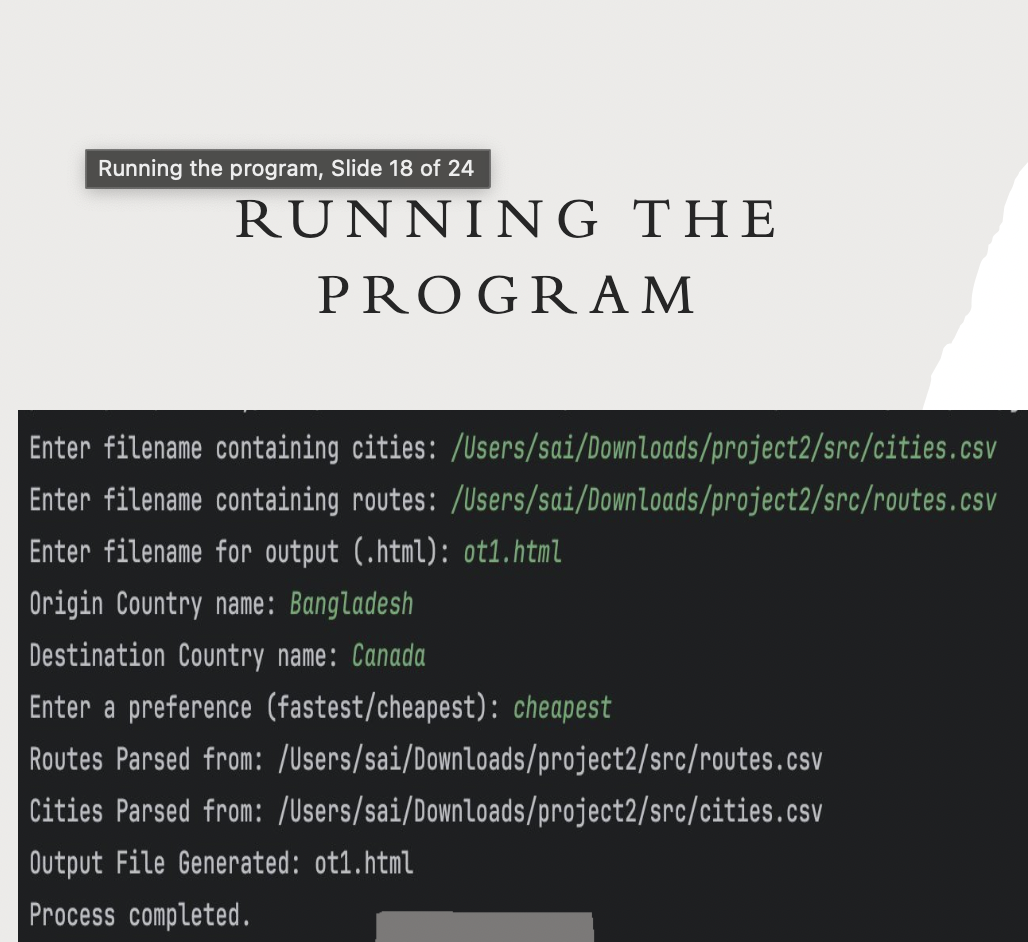 Running the program, Slide 18 of 24
RUNNING THE
PROGRAM
Enter filename containing cities: /Users/sai/Downloads/project2/src/cities.csv
Enter filename containing routes: /Users/sai/Downloads/project2/src/routes.csv
Enter filename for output (.html): ot1.html
Origin Country name: Bangladesh
Destination Country name: Canada
Enter a preference (fastest/cheapest): cheapest
Routes Parsed from: /Users/sai/Downloads/project2/src/routes.csv
Cities Parsed from: /Users/sai/Downloads/project2/src/cities.csv
Output File Generated: ot1.html
Process completed.